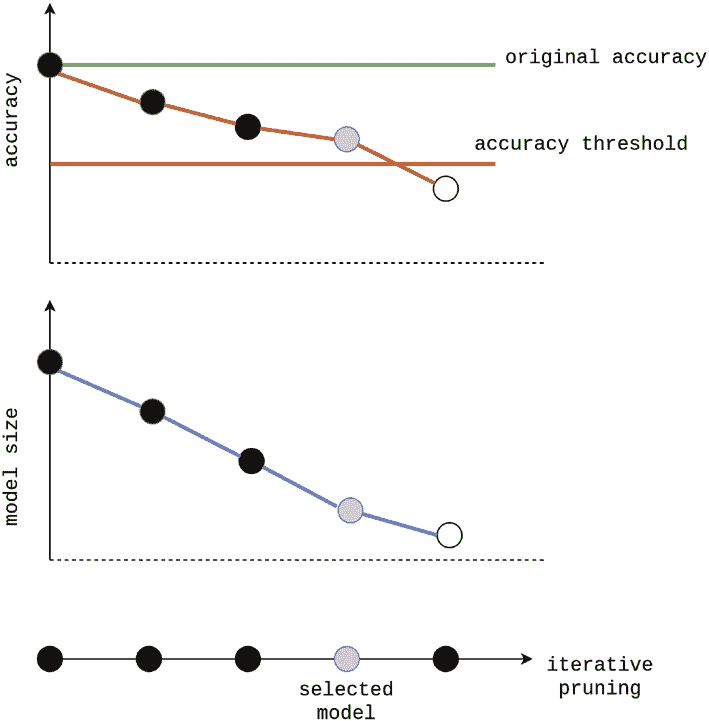 original accuracy
accuracy
accuracy threshold
model size
iterative
pruning
selected
model